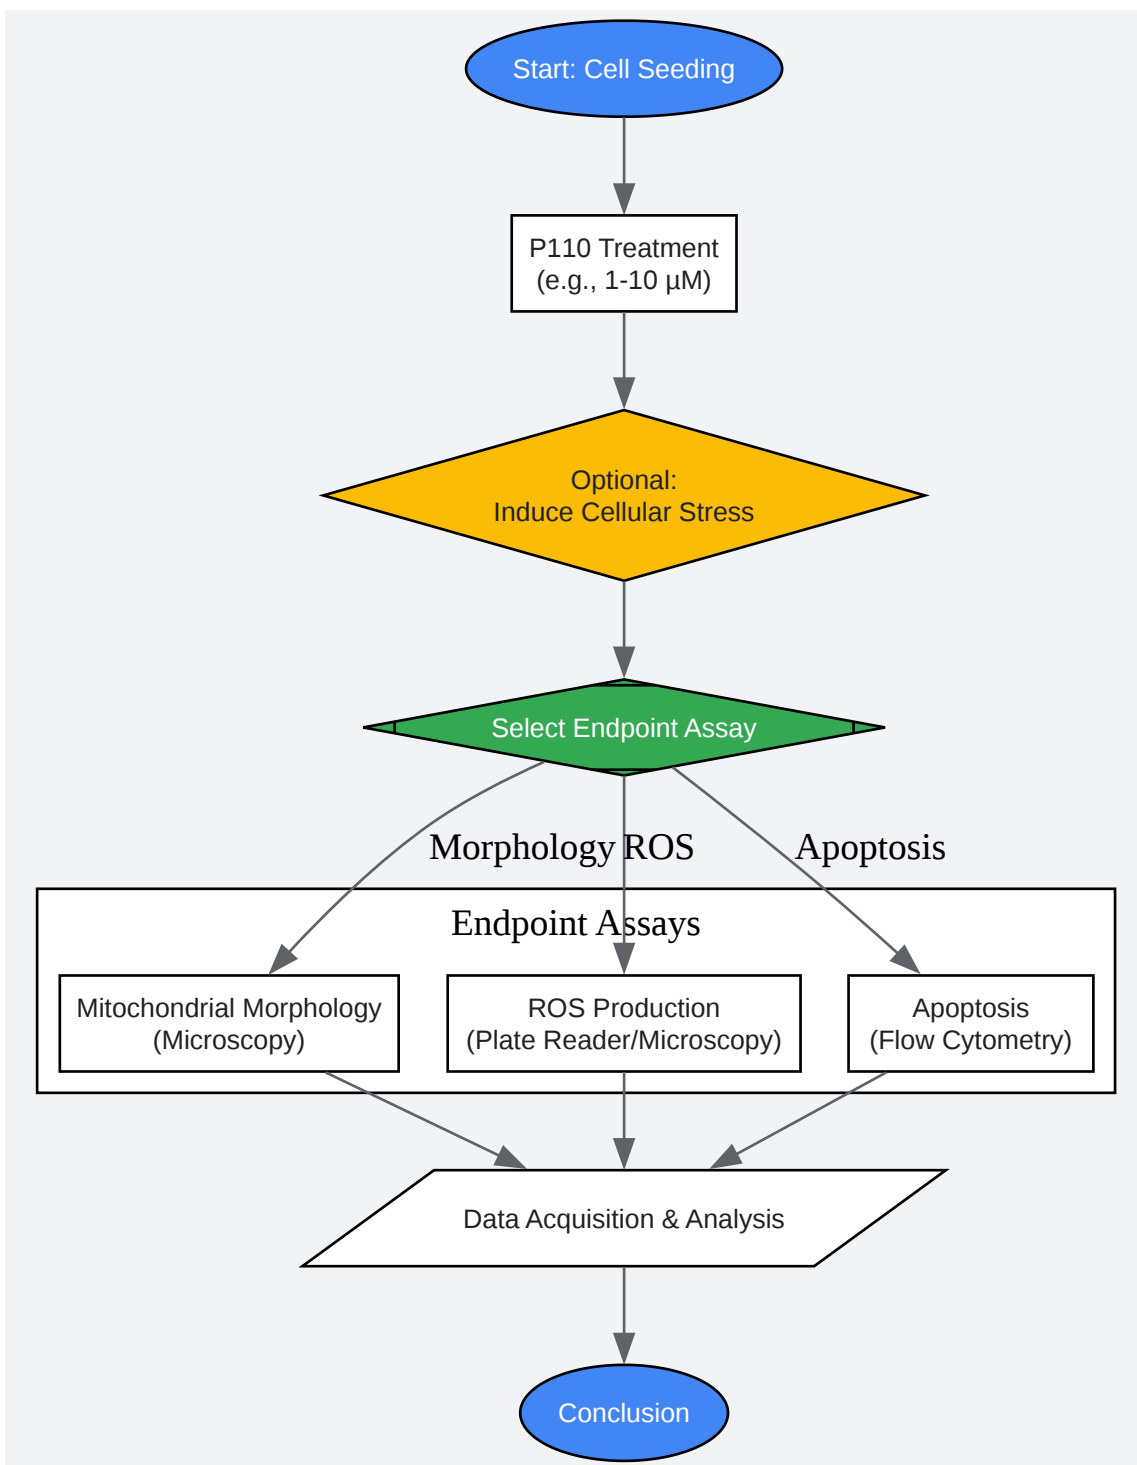 Start: Cell Seeding
P110 Treatment
(e.g., 1-10 µM)
Optional:
Induce Cellular Stress
Select Endpoint Assay
Morphology
ROS
Apoptosis
Endpoint Assays
Mitochondrial Morphology
(Microscopy)
ROS Production
(Plate Reader/Microscopy)
Apoptosis
(Flow Cytometry)
Data Acquisition & Analysis
Conclusion